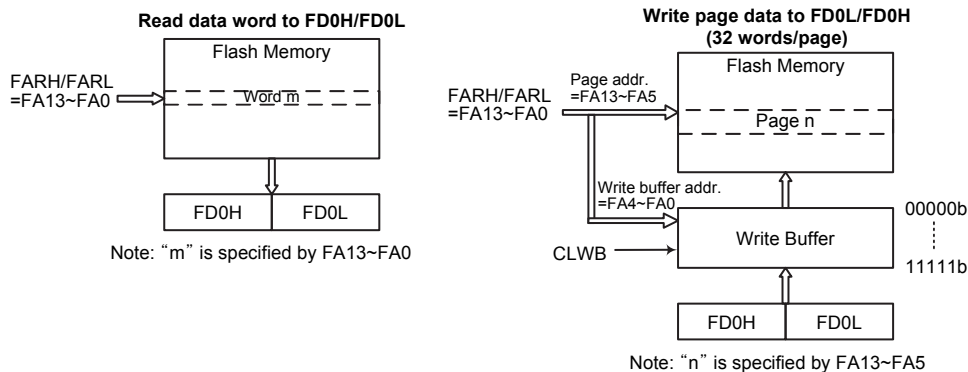 Read data word to FD0H/FD0L
Flash Memory
FARH/FARL
=FA13~FA0
Word m
FD0H
FD0L
Note: “m” is specified by FA13~FA0
Write page data to FD0L/FD0H
(32 words/page)
Flash Memory
Page addr.
=FA13~FA5
FARH/FARL
=FA13~FA0
Page n
Write buffer addr.
=FA4~FA0
00000b
Write Buffer
CLWB
11111b
FD0H
FD0L
Note: “n” is specified by FA13~FA5